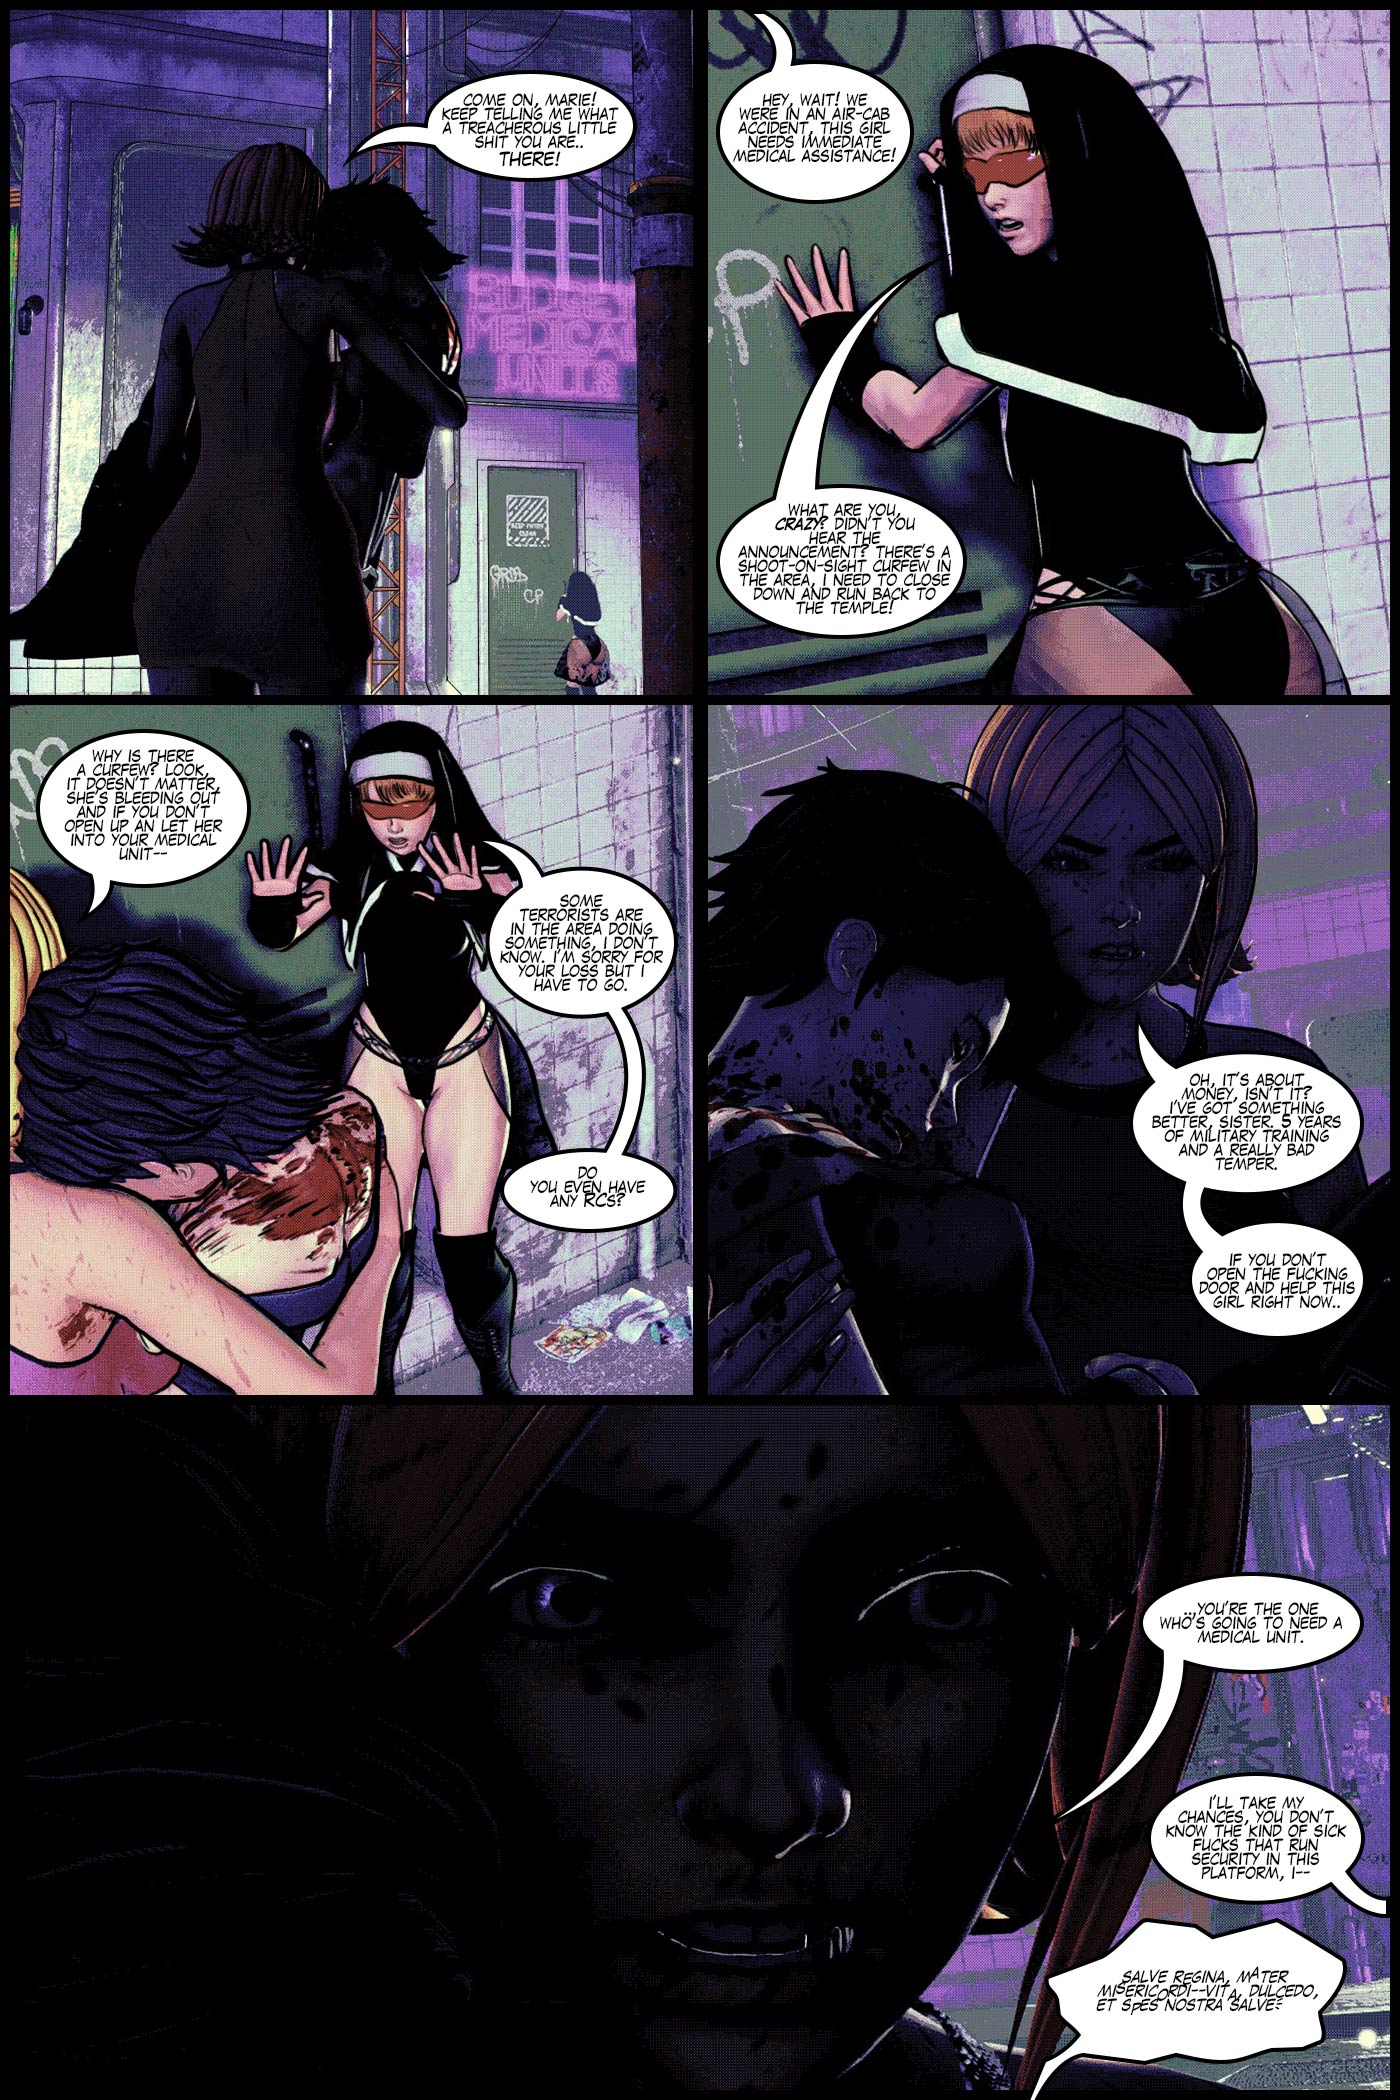 COME ON, MARIE!
KEEP TELLING ME WHAT
A TREACHEROUS LITTLE
SHIT YOU ARE..
THERE!
BUDGET
MEDICAL
UNITS
KEEP ENTRY
CLEAR
GROB
CP
HEY, WAIT! WE
WERE IN AN AIR-CAB
ACCIDENT, THIS GIRL
NEEDS IMMEDIATE
MEDICAL ASSISTANCE!
P
WHAT ARE YOU,
CRAZY? DIDN'T YOU
HEAR THE
ANNOUNCEMENT? THERE'S A
SHOOT-ON-SIGHT CURFEW IN
THE AREA, I NEED TO CLOSE
DOWN AND RUN BACK TO
THE TEMPLE!
WHY IS THERE
A CURFEW? LOOK,
IT DOESN'T MATTER,
SHE'S BLEEDING OUT
AND IF YOU DON'T
OPEN UP AN LET HER
INTO YOUR MEDICAL
UNIT--
SOME
TERRORISTS ARE
IN THE AREA DOING
SOMETHING, I DON'T
KNOW. I'M SORRY FOR
YOUR LOSS BUT I
HAVE TO GO.
DO
YOU EVEN HAVE
ANY RCS?
OH, IT'S ABOUT
MONEY, ISN'T IT?
I'VE GOT SOMETHING
BETTER, SISTER. 5 YEARS
OF MILITARY TRAINING
AND A REALLY BAD
TEMPER.
IF YOU DON'T
OPEN THE FUCKING
DOOR AND HELP THIS
GIRL RIGHT NOW..
..YOU'RE THE ONE
WHO'S GOING TO NEED A
MEDICAL UNIT.
I'LL TAKE MY
CHANCES, YOU DON'T
KNOW THE KIND OF SICK
FUCKS THAT RUN
SECURITY IN THIS
PLATFORM, I--
SALVE REGINA, MATER
MISERICORDI--VITA, DULCEDO,
ET SPES NOSTRA SALVE-